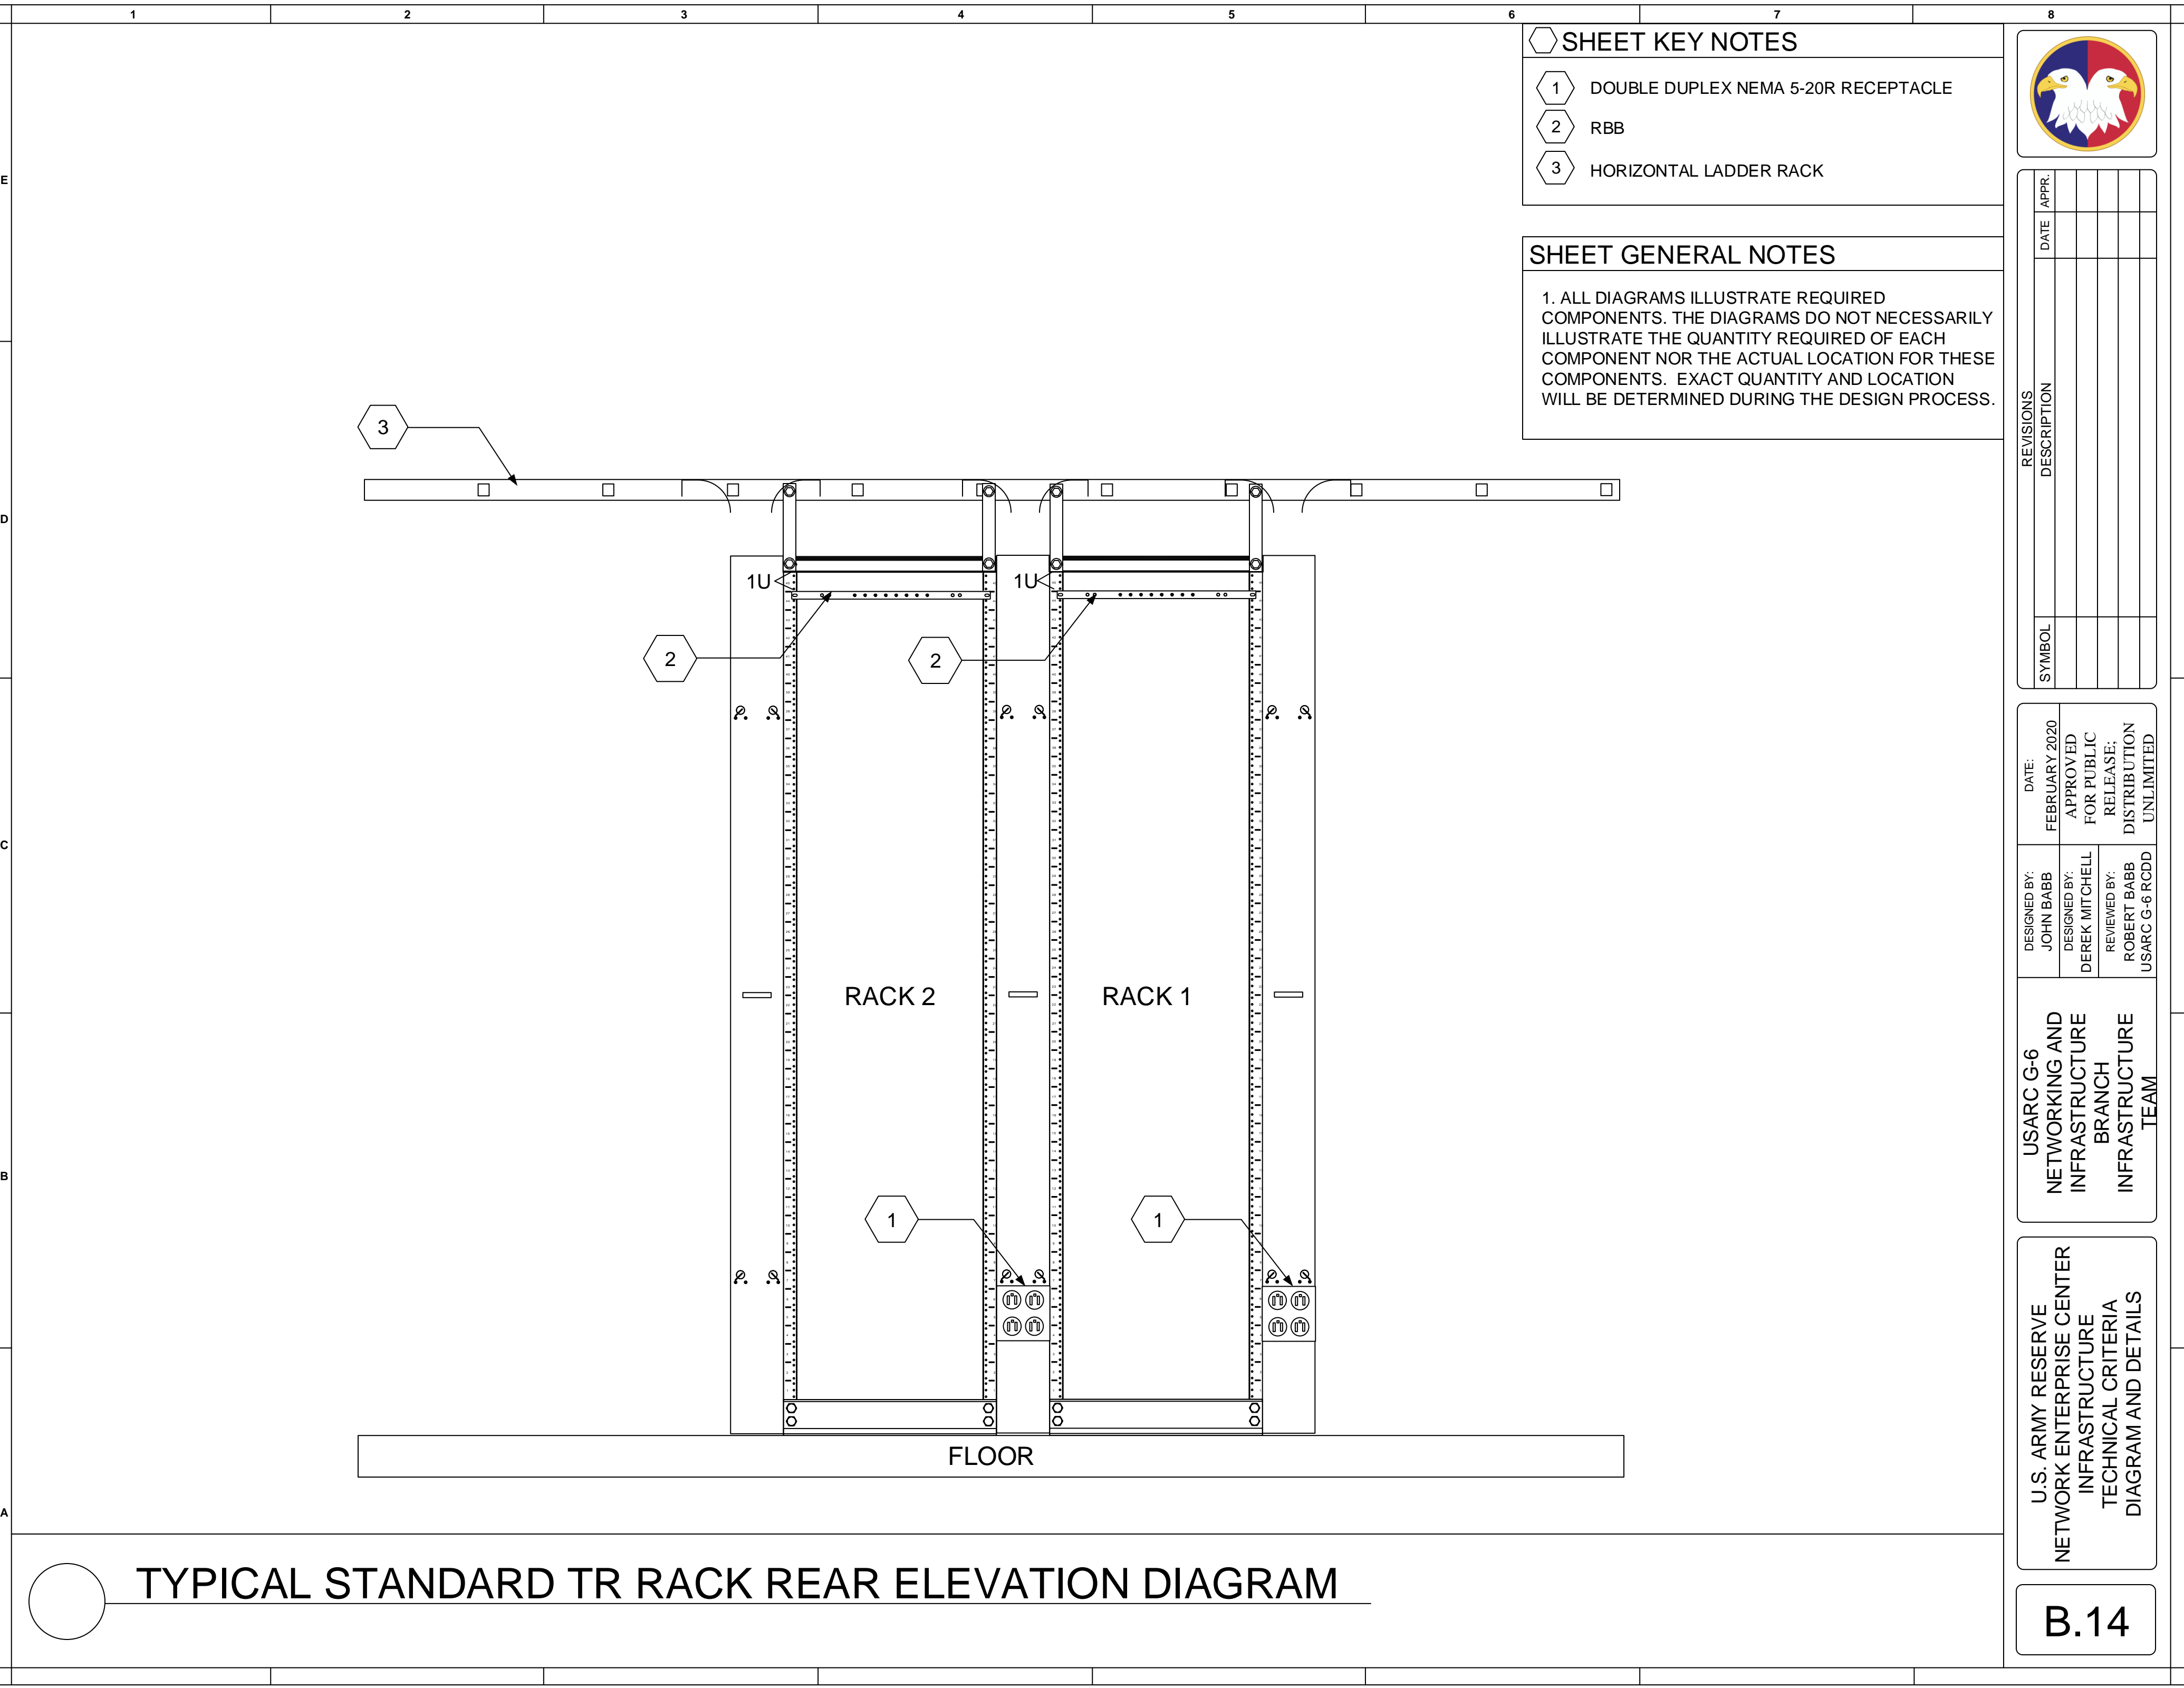 1 2 3 4 5 6 7 8
SHEET KEY NOTES
1 DOUBLE DUPLEX NEMA 5-20R RECEPTACLE
2 RBB
3 HORIZONTAL LADDER RACK
SHEET GENERAL NOTES
1. ALL DIAGRAMS ILLUSTRATE REQUIRED
COMPONENTS. THE DIAGRAMS DO NOT NECESSARILY
ILLUSTRATE THE QUANTITY REQUIRED OF EACH
COMPONENT NOR THE ACTUAL LOCATION FOR THESE
COMPONENTS. EXACT QUANTITY AND LOCATION
WILL BE DETERMINED DURING THE DESIGN PROCESS.
E
D
C
B
A
3
1U
1U
2
2
RACK 2
RACK 1
1
1
FLOOR
TYPICAL STANDARD TR RACK REAR ELEVATION DIAGRAM
REVISIONS
SYMBOL DESCRIPTION DATE APPR.
DATE:
FEBRUARY 2020
APPROVED
FOR PUBLIC
RELEASE;
DISTRIBUTION
UNLIMITED
DESIGNED BY:
JOHN BABB
DESIGNED BY:
DEREK MITCHELL
REVIEWED BY:
ROBERT BABB
USARC G-6 RCDD
USARC G-6
NETWORKING AND
INFRASTRUCTURE
BRANCH
INFRASTRUCTURE
TEAM
U.S. ARMY RESERVE
NETWORK ENTERPRISE CENTER
INFRASTRUCTURE
TECHNICAL CRITERIA
DIAGRAM AND DETAILS
B.14